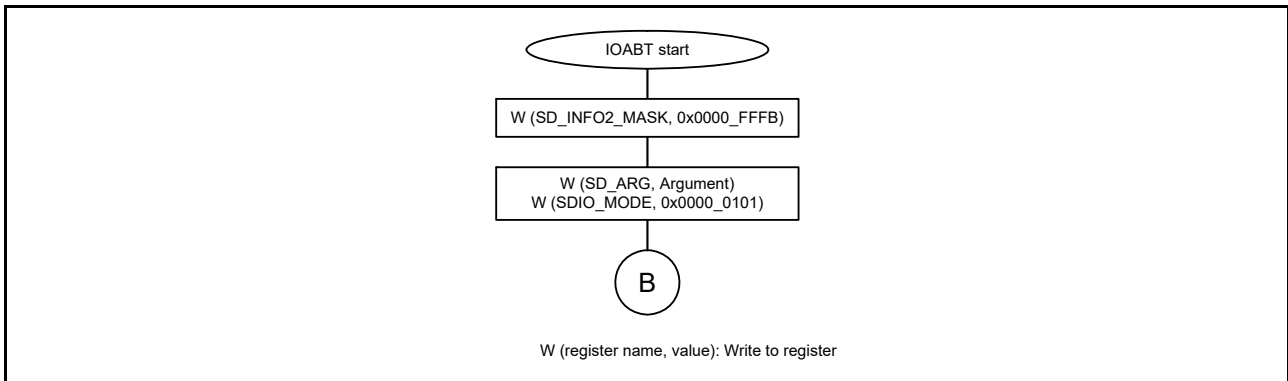 IOABT start
W (SD_INFO2_MASK, 0x0000_FFFB)
W (SD_ARG, Argument)
W (SDIO_MODE, 0x0000_0101)
B
W (register name, value): Write to register